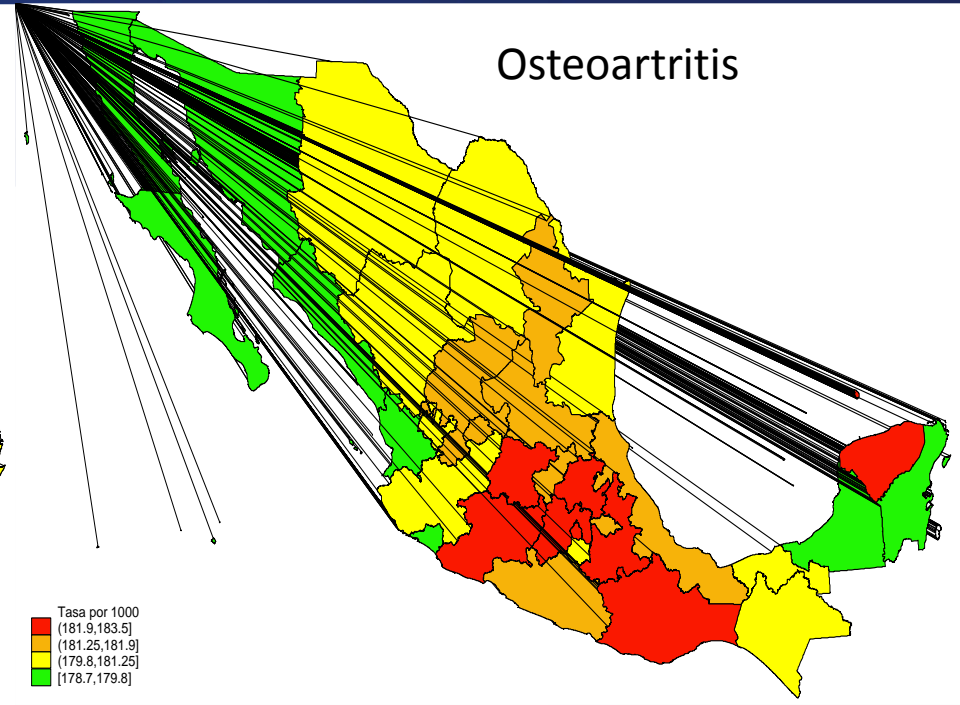 Osteoartritis
Tasa por 1000
(181.9,183.5]
(181.25,181.9]
(179.8,181.25]
[178.7,179.8]